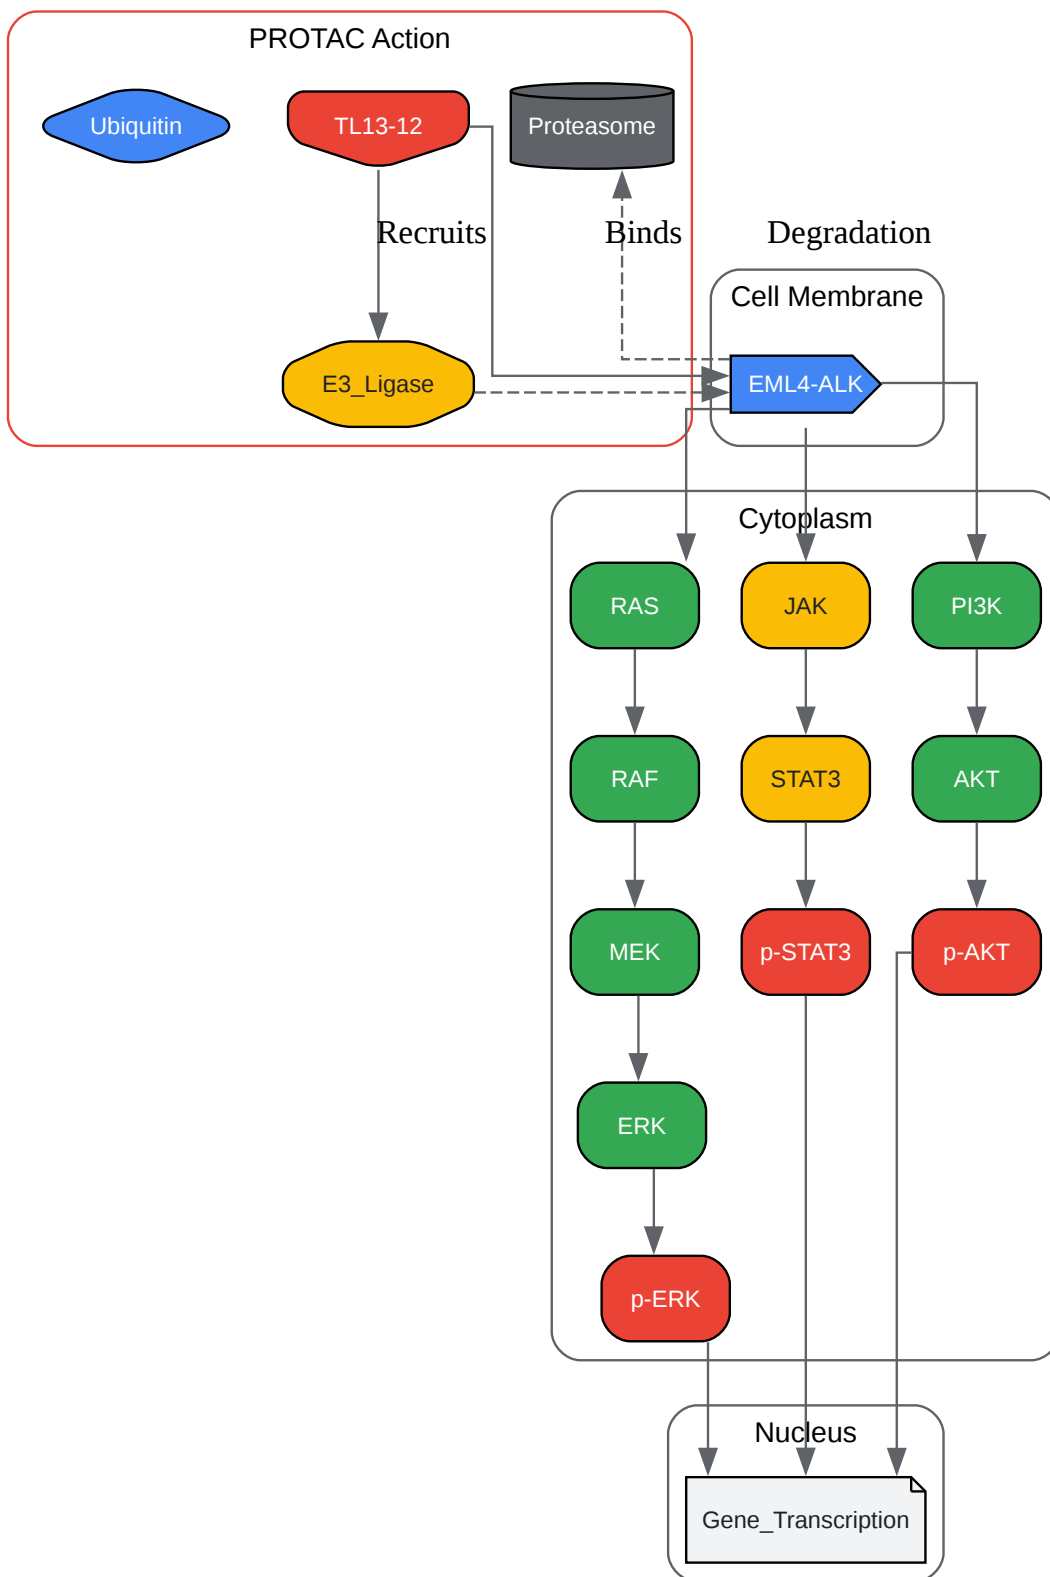 PROTAC Action
Ubiquitin
TL13-12
Proteasome
Recruits
Binds
Degradation
Cell Membrane
E3_Ligase
EML4-ALK
Cytoplasm
RAS
JAK
PI3K
RAF
STAT3
AKT
MEK
p-STAT3
p-AKT
ERK
p-ERK
Nucleus
Gene_Transcription